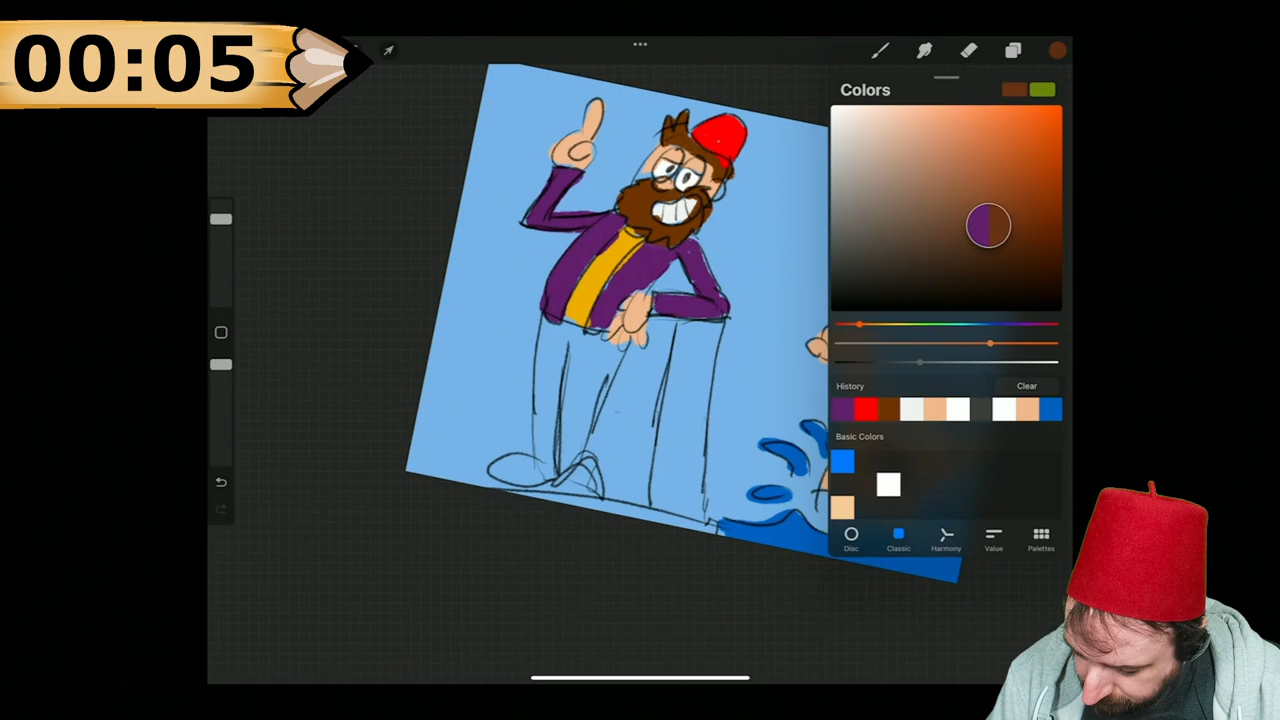 00:05
Colors
History
Clear
Basic Colors
Disc
Classic
Harmony
Value
Palettes